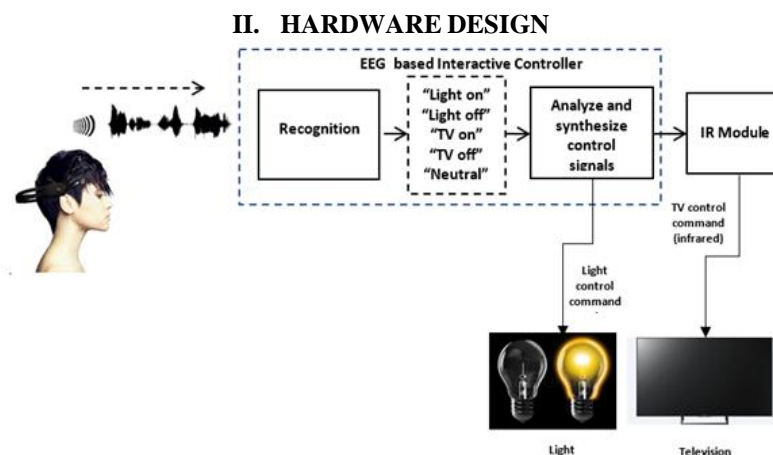 II. HARDWARE DESIGN
EEG based Interactive Controller
Recognition
“Light on”
“Light off”
“TV on”
“TV off”
“Neutral”
Analyze and
synthesize
control
signals
IR Module
TV control
command
(infrared)
Light
control
command
Light
Television